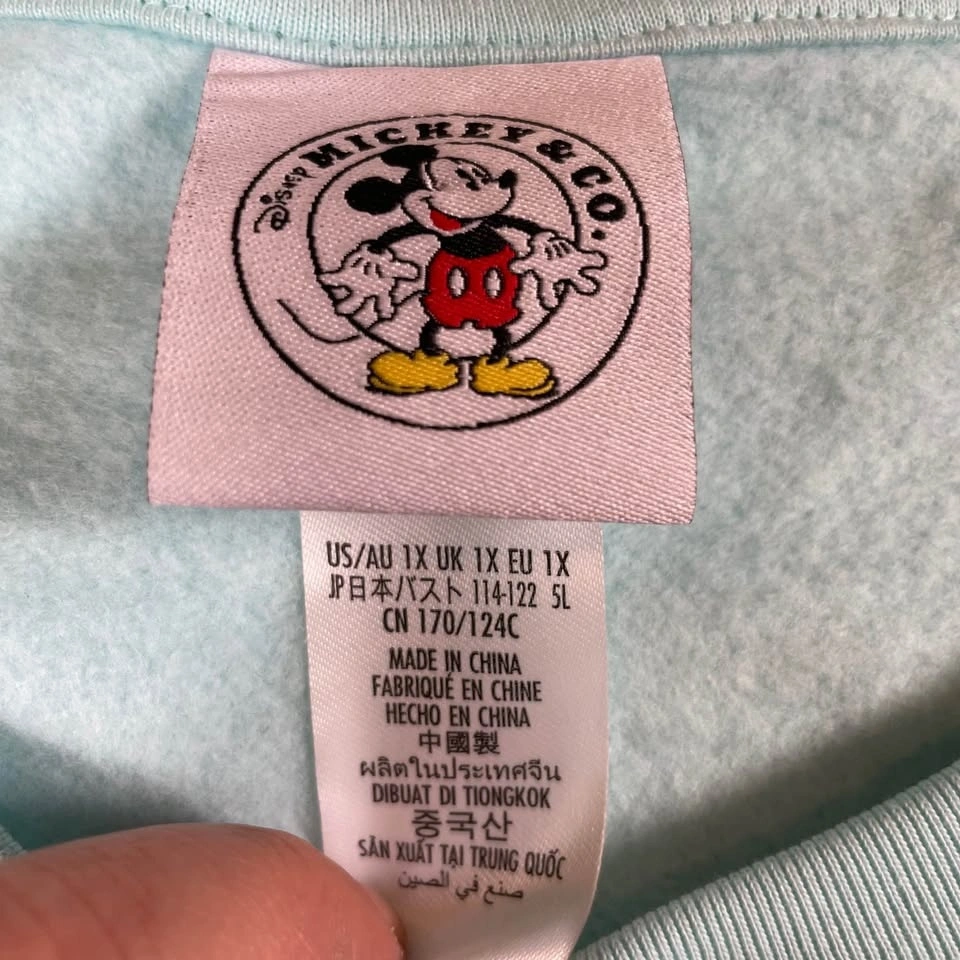 Disney MICKEY & CO.
US/AU 1X UK 1X EU 1X
JP日本バスト 114-122 5L
CN 170/124C
MADE IN CHINA
FABRIQUÉ EN CHINE
HECHO EN CHINA
中國製
ผลิตในประเทศจีน
DIBUAT DI TIONGKOK
중국산
SẢN XUẤT TẠI TRUNG QUỐC
صنع في الصين